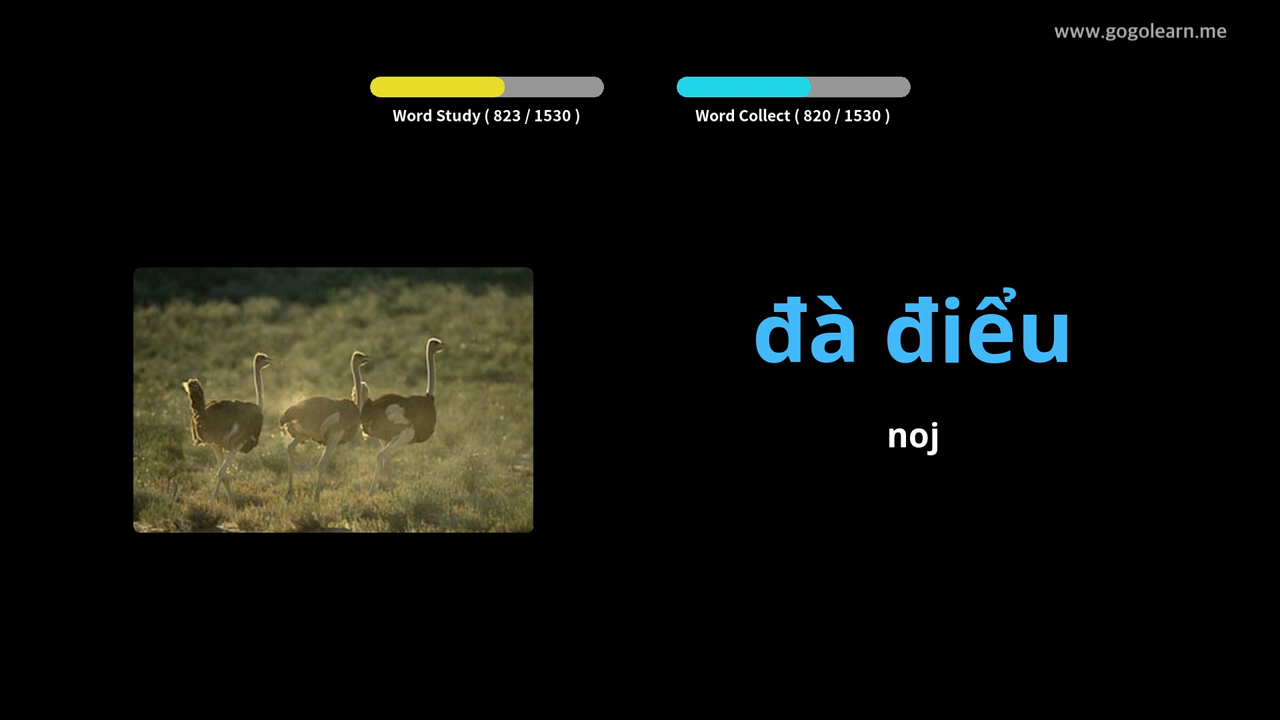 www.gogolearn.me
Word Study ( 823 / 1530 )
Word Collect ( 820 / 1530 )
đà điểu
noj